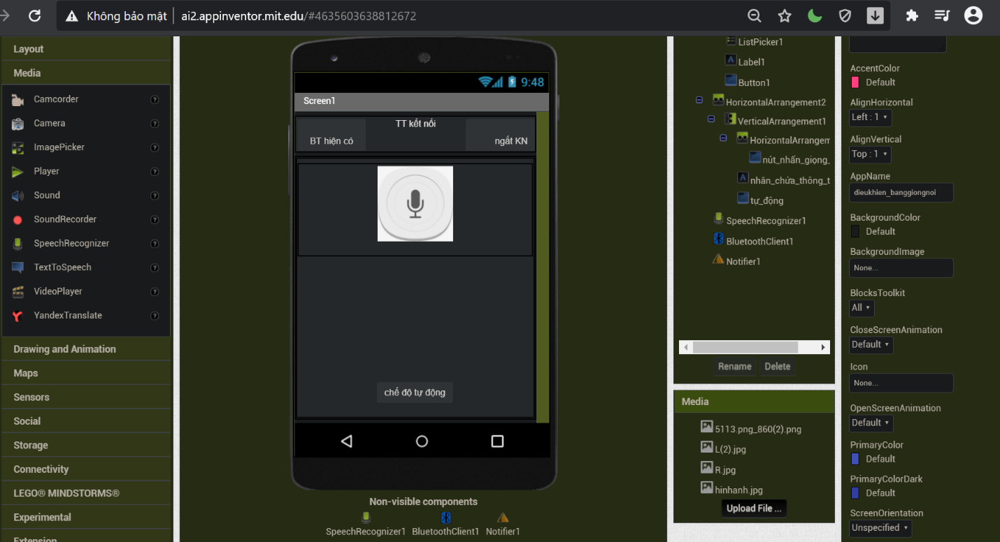 Không bảo mật
ai2.appinventor.mit.edu/#4635603638812672
Layout
Media
Camcorder
Camera
ImagePicker
Player
Sound
SoundRecorder
SpeechRecognizer
TextToSpeech
VideoPlayer
YandexTranslate
Drawing and Animation
Maps
Sensors
Social
Storage
Connectivity
LEGO® MINDSTORMS®
Experimental
Extension
9:48
Screen1
TT kết nối
BT hiện có
ngắt KN
chế độ tự động
Non-visible components
SpeechRecognizer1
BluetoothClient1
Notifier1
ListPicker1
Label1
Button1
HorizontalArrangement2
VerticalArrangement1
HorizontalArrangem
nút_nhấn_giọng_
nhãn_chứa_thông_t
tự_động
SpeechRecognizer1
BluetoothClient1
Notifier1
Rename
Delete
Media
5113.png_860(2).png
L(2).jpg
R.jpg
hinhanh.jpg
Upload File ...
AccentColor
Default
AlignHorizontal
Left : 1
AlignVertical
Top : 1
AppName
dieukhien_banggiongnoi
BackgroundColor
Default
BackgroundImage
None...
BlocksToolkit
All
CloseScreenAnimation
Default
Icon
None...
OpenScreenAnimation
Default
PrimaryColor
Default
PrimaryColorDark
Default
ScreenOrientation
Unspecified